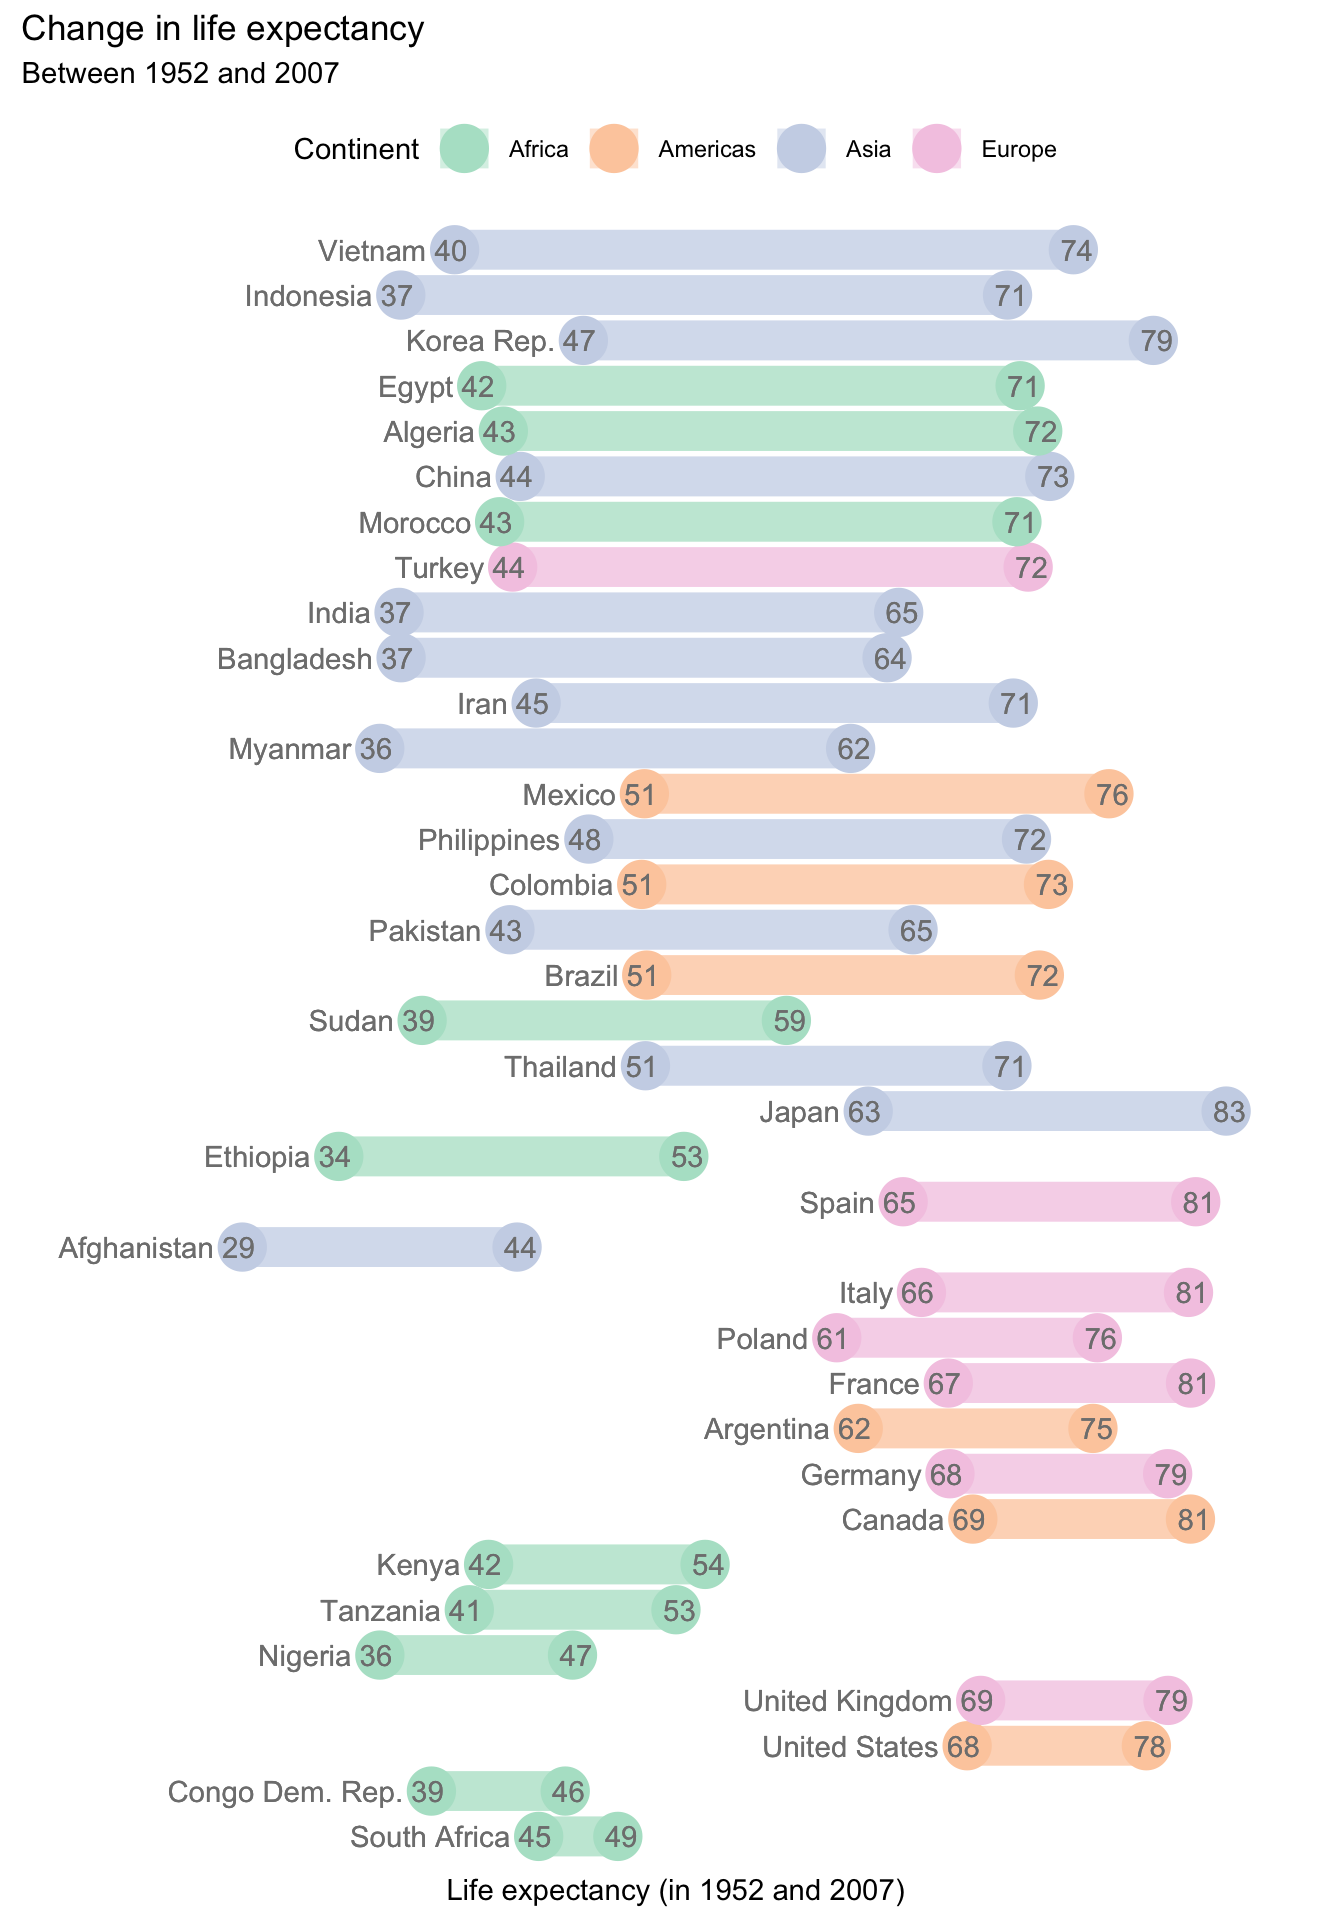 Change in life expectancy
Between 1952 and 2007
Continent Africa Americas Asia Europe
Vietnam 40 74
Indonesia 37 71
Korea Rep. 47 79
Egypt 42 71
Algeria 43 72
China 44 73
Morocco 43 71
Turkey 44 72
India 37 65
Bangladesh 37 64
Iran 45 71
Myanmar 36 62
Mexico 51 76
Philippines 48 72
Colombia 51 73
Pakistan 43 65
Brazil 51 72
Sudan 39 59
Thailand 51 71
Japan 63 83
Ethiopia 34 53
Spain 65 81
Afghanistan 29 44
Italy 66 81
Poland 61 76
France 67 81
Argentina 62 75
Germany 68 79
Canada 69 81
Kenya 42 54
Tanzania 41 53
Nigeria 36 47
United Kingdom 69 79
United States 68 78
Congo Dem. Rep. 39 46
South Africa 45 49
Life expectancy (in 1952 and 2007)